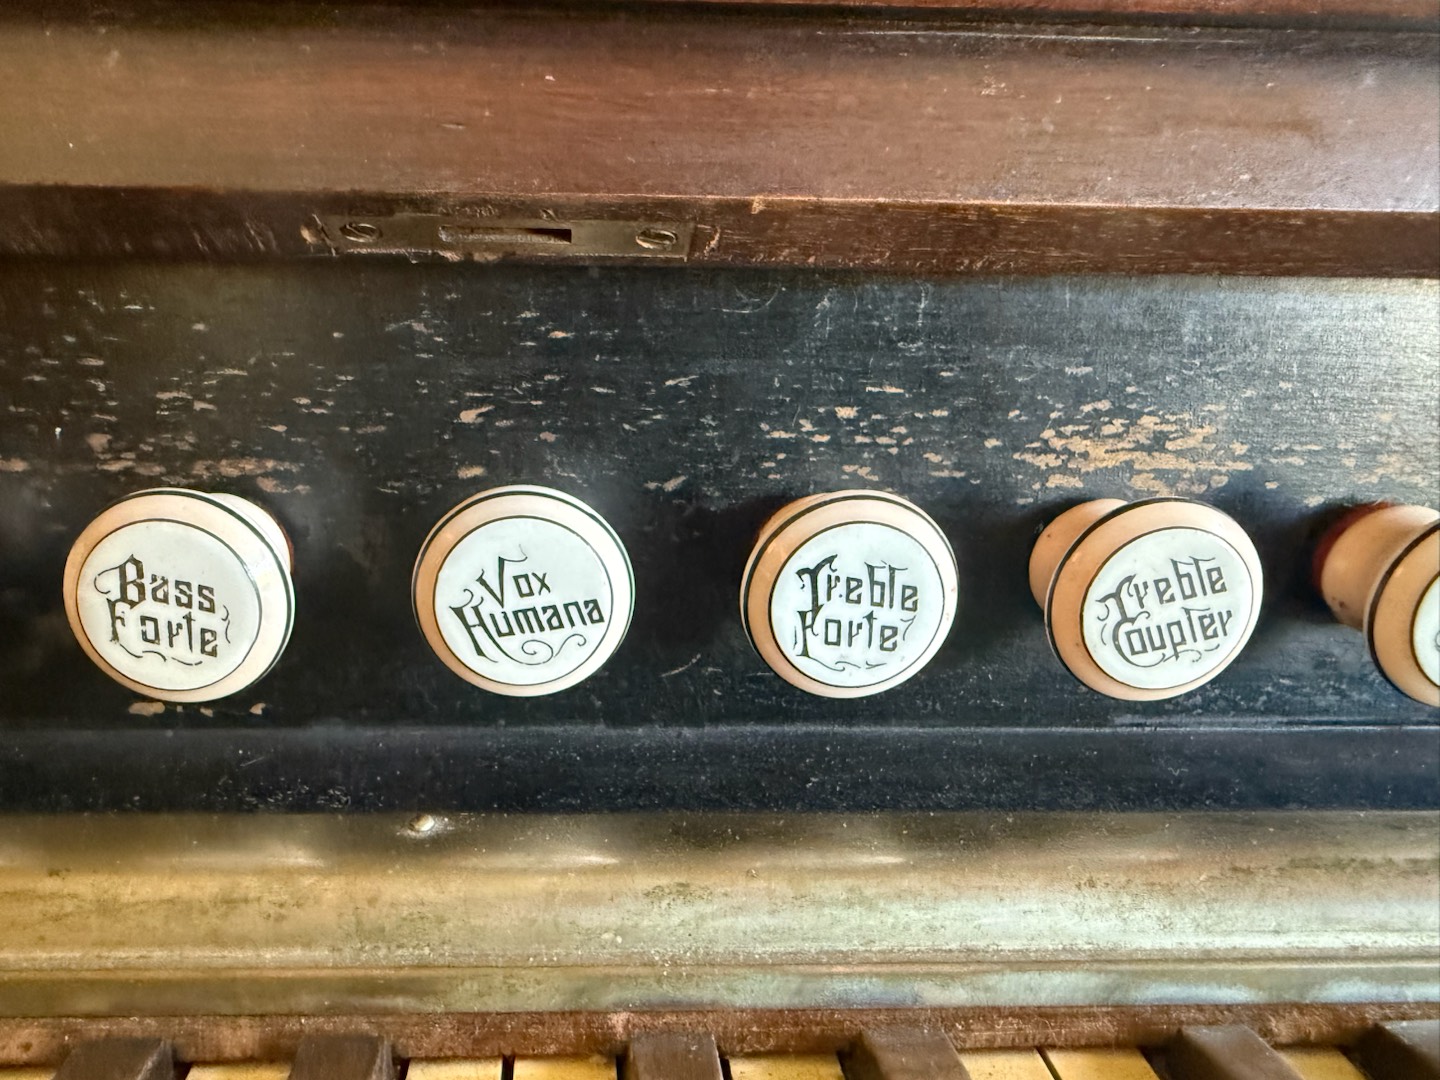 Bass
Forte
Vox
Humana
Treble
Forte
Treble
Coupler